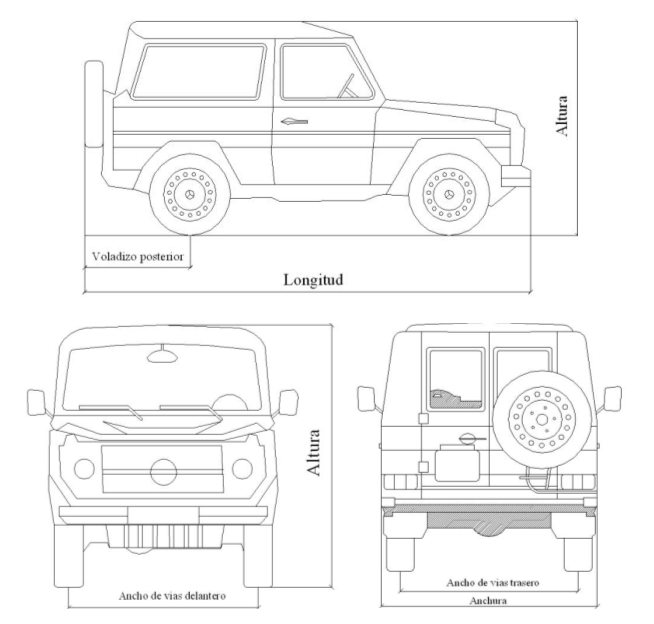 Altura
Voladizo posterior
Longitud
Altura
Ancho de vias delantero
Ancho de vias trasero
Anchura